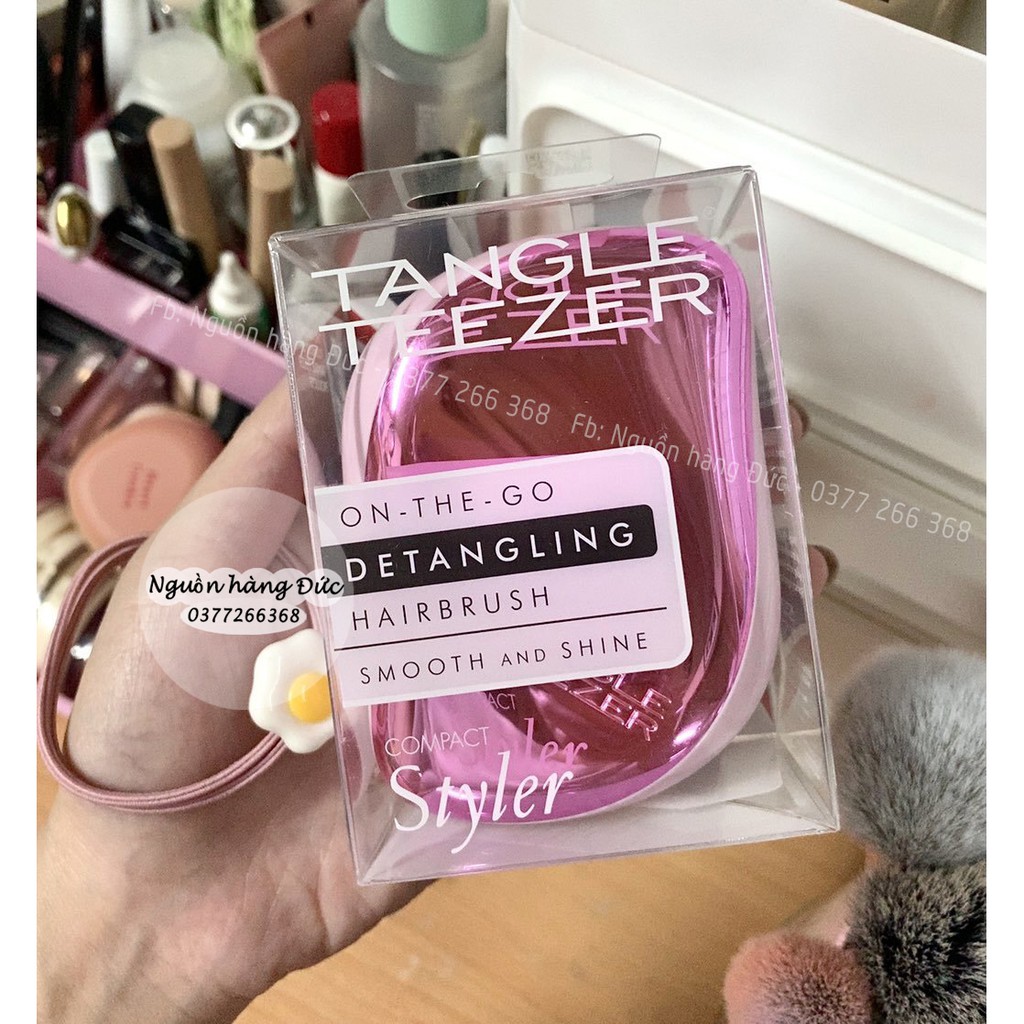 TANGLE
TEEZER
Fb: Nguồn hàng Đức - 0377 266 368 Fb: Nguồn hàng Đức - 0377 266 368
ON-THE-GO
DETANGLING
HAIRBRUSH
SMOOTH AND SHINE
COMPACT
Styler
Nguồn hàng Đức
0377266368